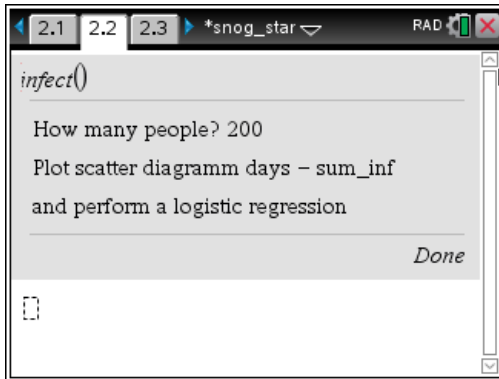 2.1 2.2 2.3 *snog_star RAD
infect()
How many people? 200
Plot scatter diagramm days – sum_inf
and perform a logistic regression
Done